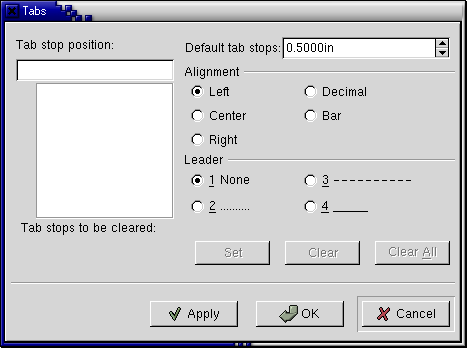 Tabs
Tab stop position:
Default tab stops: 0.5000in
Alignment
Left
Decimal
Center
Bar
Right
Leader
1 None
3 - - - - - - - - - -
2 ..........
4 _____
Tab stops to be cleared:
Set
Clear
Clear All
Apply
OK
Cancel